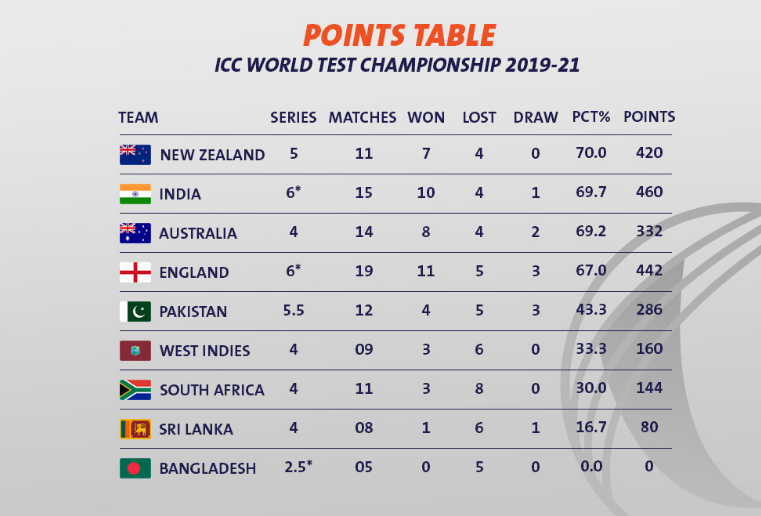 POINTS TABLE
ICC WORLD TEST CHAMPIONSHIP 2019-21
TEAM SERIES MATCHES WON LOST DRAW PCT% POINTS
NEW ZEALAND 5 11 7 4 0 70.0 420
INDIA 6* 15 10 4 1 69.7 460
AUSTRALIA 4 14 8 4 2 69.2 332
ENGLAND 6* 19 11 5 3 67.0 442
PAKISTAN 5.5 12 4 5 3 43.3 286
WEST INDIES 4 09 3 6 0 33.3 160
SOUTH AFRICA 4 11 3 8 0 30.0 144
SRI LANKA 4 08 1 6 1 16.7 80
BANGLADESH 2.5* 05 0 5 0 0.0 0